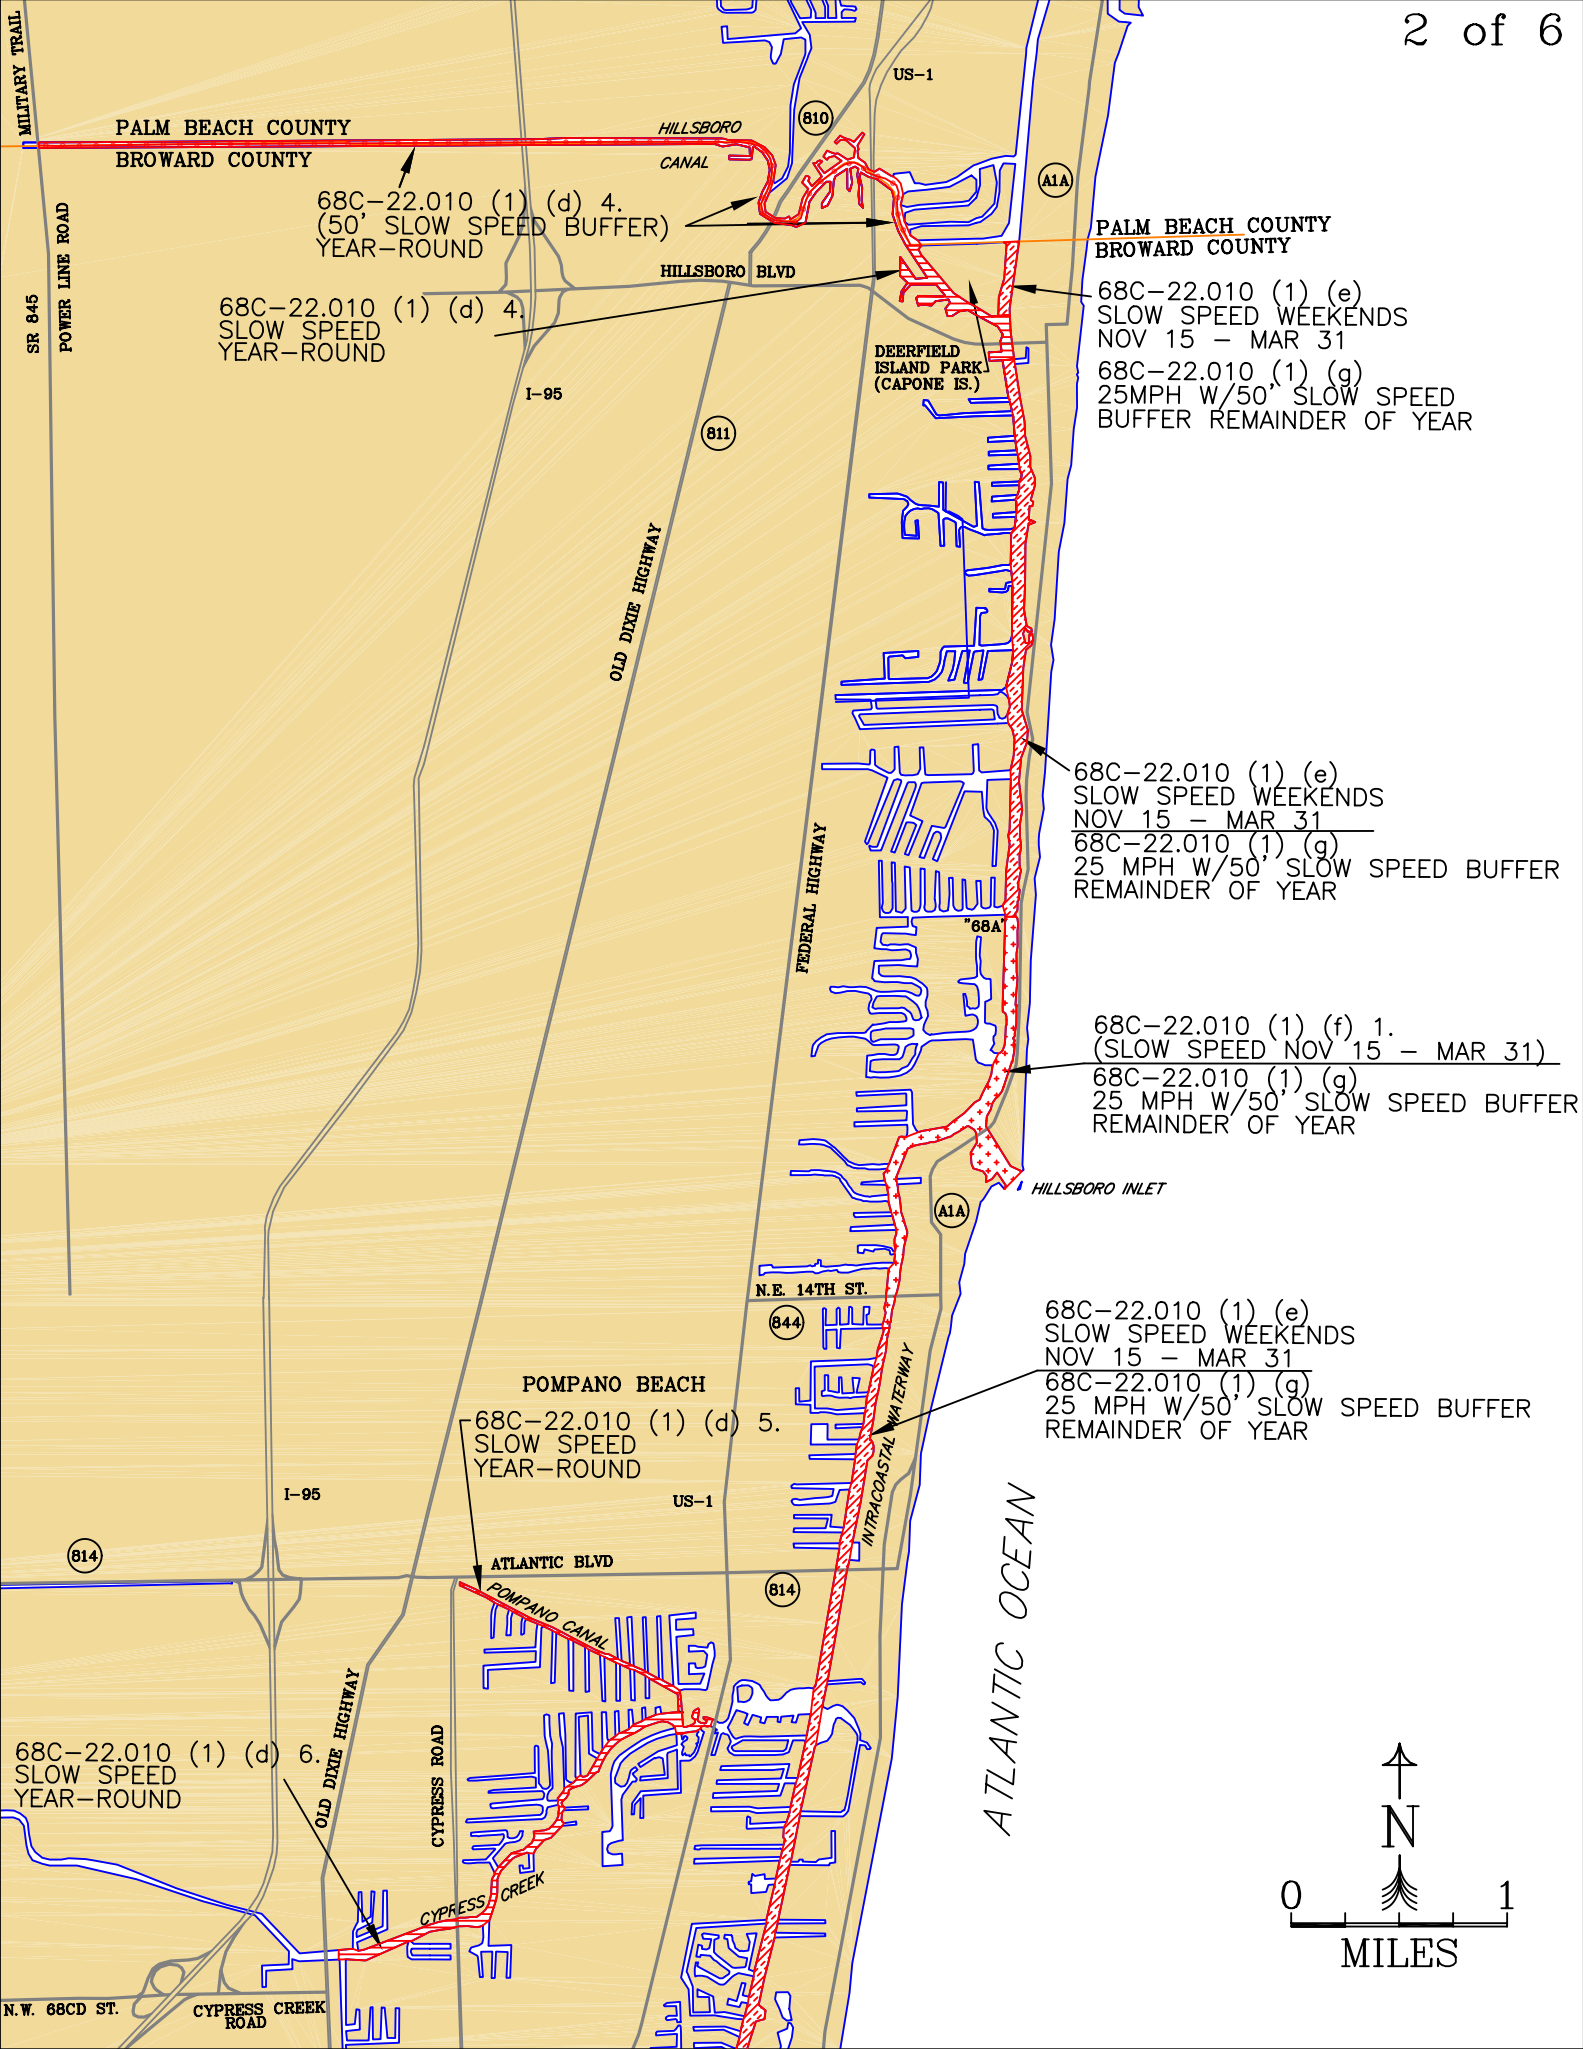 2 of 6
MILITARY TRAIL
US-1
810
PALM BEACH COUNTY
BROWARD COUNTY
HILLSBORO
CANAL
A1A
68C-22.010 (1) (d) 4.
(50' SLOW SPEED BUFFER)
YEAR-ROUND
PALM BEACH COUNTY
BROWARD COUNTY
SR 845
POWER LINE ROAD
HILLSBORO BLVD
68C-22.010 (1) (d) 4.
SLOW SPEED
YEAR-ROUND
68C-22.010 (1) (e)
SLOW SPEED WEEKENDS
NOV 15 - MAR 31
68C-22.010 (1) (g)
25MPH W/50' SLOW SPEED
BUFFER REMAINDER OF YEAR
DEERFIELD
ISLAND PARK
(CAPONE IS.)
I-95
811
OLD DIXIE HIGHWAY
68C-22.010 (1) (e)
SLOW SPEED WEEKENDS
NOV 15 - MAR 31
68C-22.010 (1) (g)
25 MPH W/50' SLOW SPEED BUFFER
REMAINDER OF YEAR
FEDERAL HIGHWAY
"68A"
68C-22.010 (1) (f) 1.
(SLOW SPEED NOV 15 - MAR 31)
68C-22.010 (1) (g)
25 MPH W/50' SLOW SPEED BUFFER
REMAINDER OF YEAR
HILLSBORO INLET
A1A
N.E. 14TH ST.
844
68C-22.010 (1) (e)
SLOW SPEED WEEKENDS
NOV 15 - MAR 31
68C-22.010 (1) (g)
25 MPH W/50' SLOW SPEED BUFFER
REMAINDER OF YEAR
INTRACOASTAL WATERWAY
POMPANO BEACH
68C-22.010 (1) (d) 5.
SLOW SPEED
YEAR-ROUND
I-95
US-1
814
ATLANTIC BLVD
814
POMPANO CANAL
ATLANTIC OCEAN
OLD DIXIE HIGHWAY
CYPRESS ROAD
68C-22.010 (1) (d) 6.
SLOW SPEED
YEAR-ROUND
CYPRESS CREEK
N
0 1
MILES
N.W. 68CD ST.
CYPRESS CREEK
ROAD